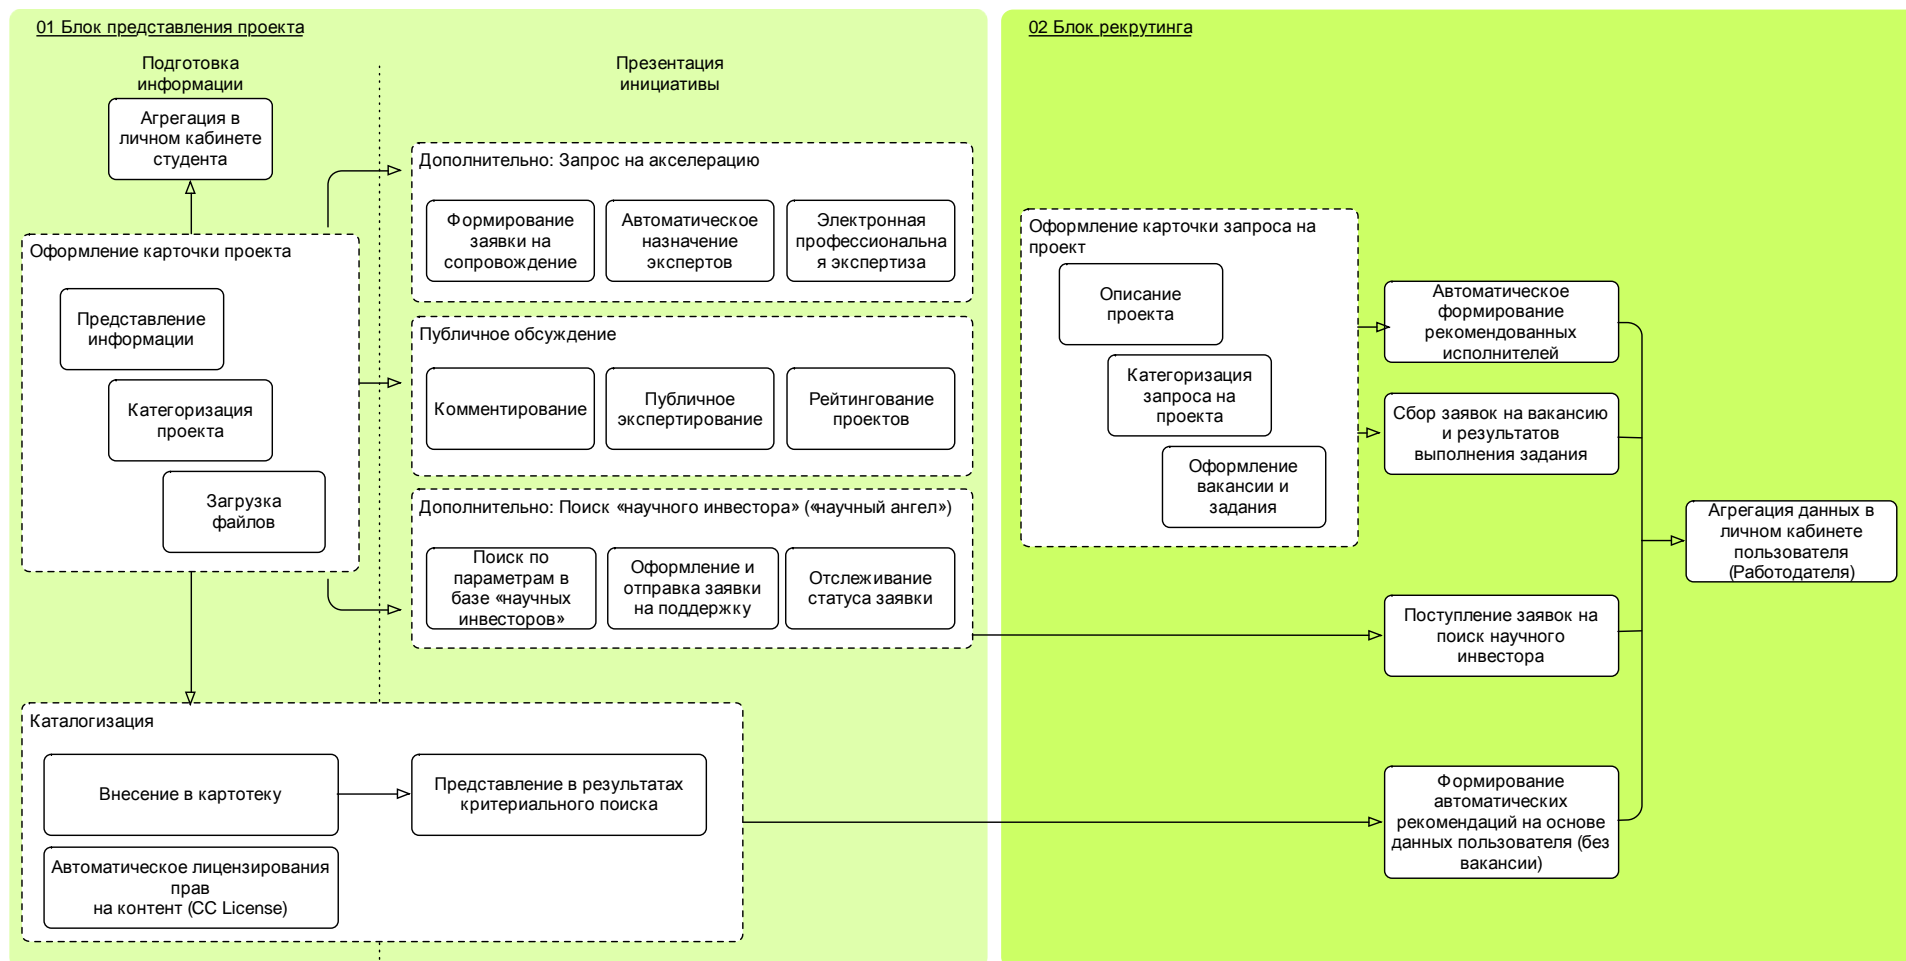 01 Блок представления проекта
Подготовка
информации
Презентация
инициативы
Агрегация в
личном кабинете
студента
Оформление карточки проекта
Представление
информации
Категоризация
проекта
Загрузка
файлов
Дополнительно: Запрос на акселерацию
Формирование
заявки на
сопровождение
Автоматическое
назначение
экспертов
Электронная
профессиональна
я экспертиза
Публичное обсуждение
Комментирование
Публичное
экспертирование
Рейтингование
проектов
Дополнительно: Поиск «научного инвестора» («научный ангел»)
Поиск по
параметрам в
базе «научных
инвесторов»
Оформление и
отправка заявки
на поддержку
Отслеживание
статуса заявки
Каталогизация
Внесение в картотеку
Представление в результатах
критериального поиска
Автоматическое лицензирования
прав
на контент (CC License)
02 Блок рекрутинга
Оформление карточки запроса на
проект
Описание
проекта
Категоризация
запроса на
проекта
Оформление
вакансии и
задания
Автоматическое
формирование
рекомендованных
исполнителей
Сбор заявок на вакансию
и результатов
выполнения задания
Поступление заявок на
поиск научного
инвестора
Формирование
автоматических
рекомендаций на основе
данных пользователя (без
вакансии)
Агрегация данных в
личном кабинете
пользователя
(Работодателя)